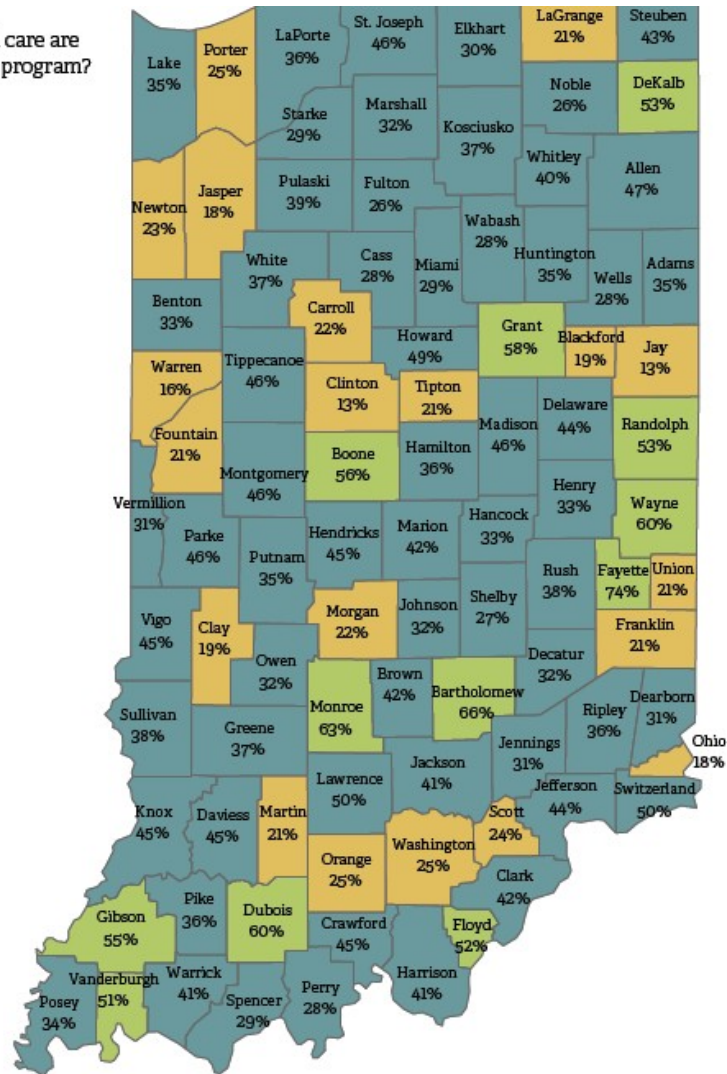 care are
program?
Lake
35%
Porter
25%
LaPorte
36%
St. Joseph
46%
Elkhart
30%
LaGrange
21%
Steuben
43%
Starke
29%
Marshall
32%
Kosciusko
37%
Noble
26%
DeKalb
53%
Whitley
40%
Allen
47%
Newton
23%
Jasper
18%
Pulaski
39%
Fulton
26%
White
37%
Cass
28%
Miami
29%
Wabash
28%
Huntington
35%
Wells
28%
Adams
35%
Benton
33%
Carroll
22%
Howard
49%
Grant
58%
Blackford
19%
Jay
13%
Warren
16%
Tippecanoe
46%
Clinton
13%
Tipton
21%
Madison
46%
Delaware
44%
Randolph
53%
Fountain
21%
Montgomery
46%
Boone
56%
Hamilton
36%
Henry
33%
Wayne
60%
Vermillion
31%
Parke
46%
Putnam
35%
Hendricks
45%
Marion
42%
Hancock
33%
Rush
38%
Fayette
74%
Union
21%
Vigo
45%
Clay
19%
Owen
32%
Morgan
22%
Johnson
32%
Shelby
27%
Decatur
32%
Franklin
21%
Sullivan
38%
Greene
37%
Monroe
63%
Brown
42%
Bartholomew
66%
Jennings
31%
Ripley
36%
Dearborn
31%
Ohio
18%
Lawrence
50%
Jackson
41%
Jefferson
44%
Switzerland
50%
Knox
45%
Daviess
45%
Martin
21%
Orange
25%
Washington
25%
Scott
24%
Clark
42%
Gibson
55%
Pike
36%
Dubois
60%
Crawford
45%
Floyd
52%
Harrison
41%
Posey
34%
Vanderburgh
51%
Warrick
41%
Spencer
29%
Perry
28%